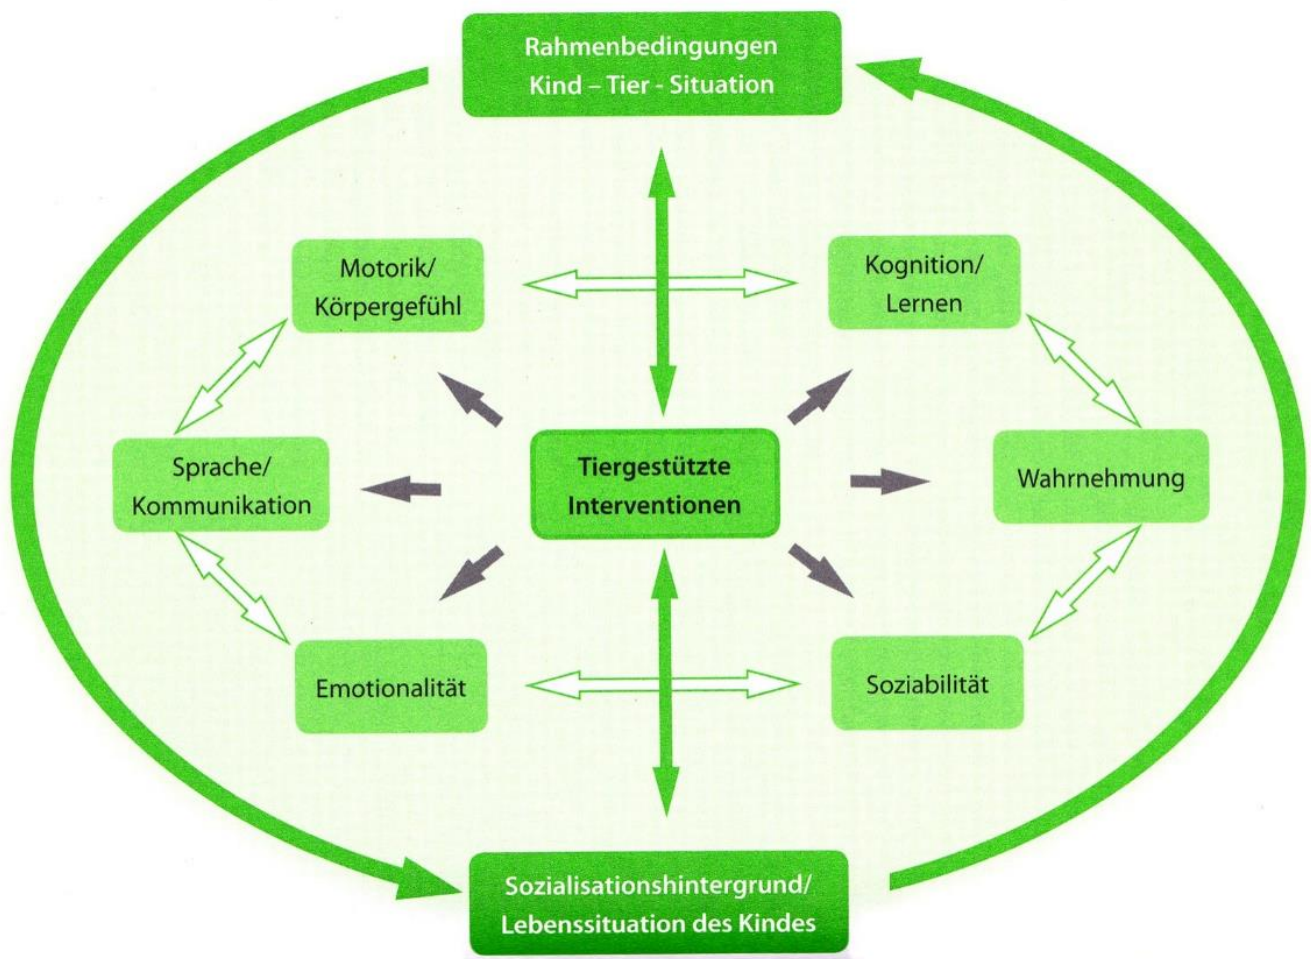 Rahmenbedingungen
Kind – Tier - Situation
Motorik/
Körpergefühl
Kognition/
Lernen
Sprache/
Kommunikation
Tiergestützte
Interventionen
Wahrnehmung
Emotionalität
Soziabilität
Sozialisationshintergrund/
Lebenssituation des Kindes